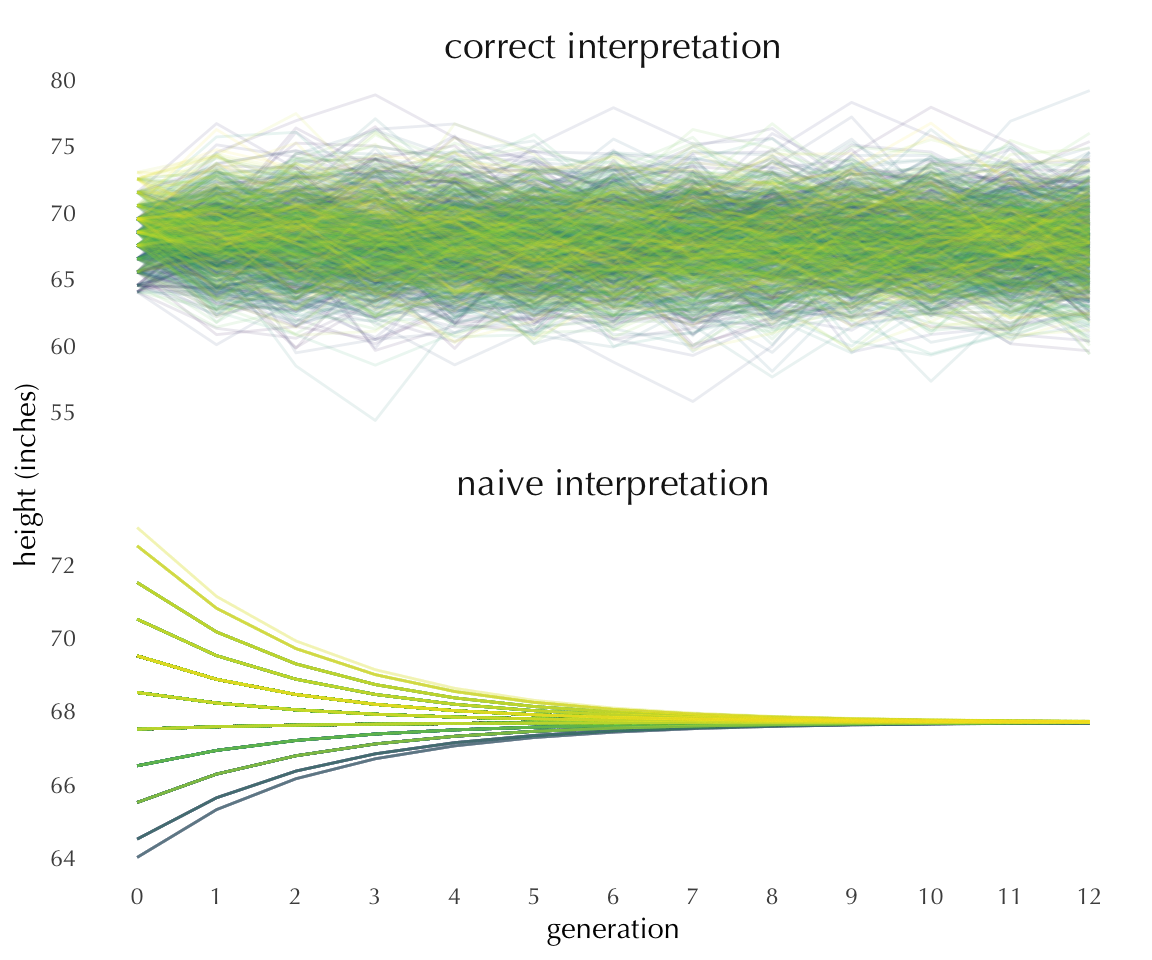 correct interpretation
80
75
70
65
60
55
height (inches)
naive interpretation
72
70
68
66
64
0 1 2 3 4 5 6 7 8 9 10 11 12
generation